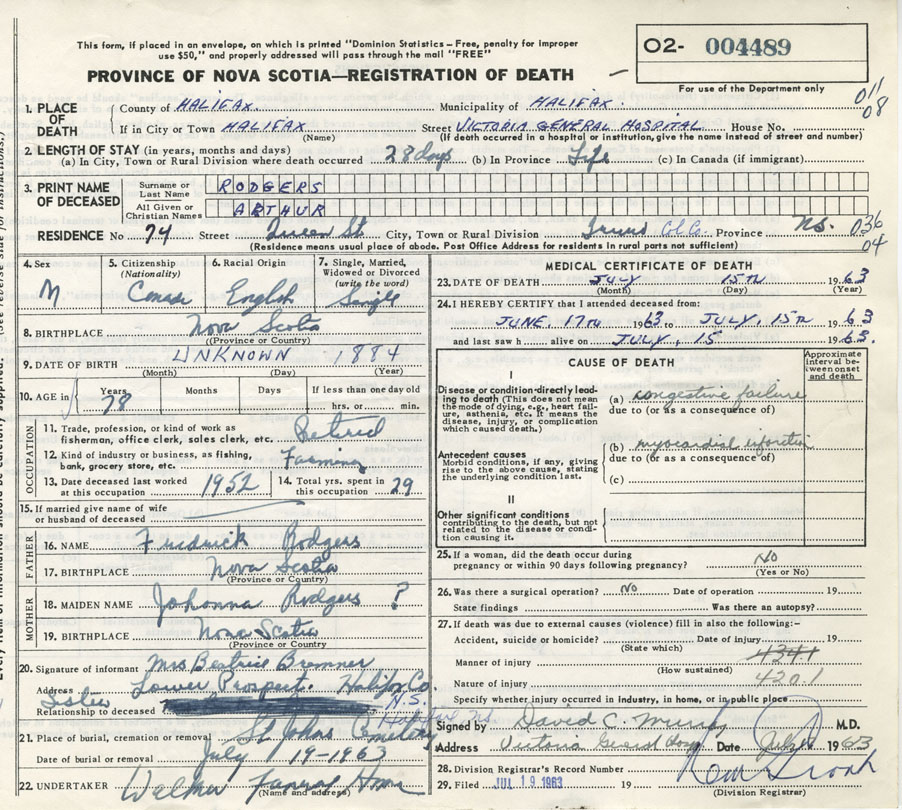 This form, if placed in an envelope, on which is printed "Dominion Statistics – Free, penalty for improper
use $50," and properly addressed will pass through the mail "FREE"
PROVINCE OF NOVA SCOTIA—REGISTRATION OF DEATH
O2- 004489
For use of the Department only
011
08
1. PLACE OF DEATH
County of HALIFAX. Municipality of HALIFAX.
If in City or Town HALIFAX (Name) Street VICTORIA GENERAL HOSPITAL House No.
(If death occurred in a hospital or institution, give the name instead of street and number)
2. LENGTH OF STAY (in years, months and days)
(a) In City, Town or Rural Division where death occurred 28 days (b) In Province Life (c) In Canada (if immigrant)
3. PRINT NAME OF DECEASED
Surname or Last Name RODGERS
All Given or Christian Names ARTHUR
RESIDENCE No 74 Street Queen St. City, Town or Rural Division Col. Co. Province N.S.
036
04
(Residence means usual place of abode. Post Office Address for residents in rural parts not sufficient)
4. Sex M
5. Citizenship (Nationality)
6. Racial Origin English
7. Single, Married, Widowed or Divorced (write the word) Single
8. BIRTHPLACE Nova Scotia
(Province or Country)
9. DATE OF BIRTH UNKNOWN 1884
(Month) (Day) (Year)
10. AGE in Years 78 Months Days If less than one day old hrs. or min.
OCCUPATION
11. Trade, profession, or kind of work as fisherman, office clerk, sales clerk, etc. Retired
12. Kind of industry or business, as fishing, bank, grocery store, etc. Farming
13. Date deceased last worked at this occupation 1952 14. Total yrs. spent in this occupation 29
15. If married give name of wife or husband of deceased
FATHER
16. NAME Fredrick Rodgers
17. BIRTHPLACE Nova Scotia
(Province or Country)
MOTHER
18. MAIDEN NAME Johanna Rodgers ?
19. BIRTHPLACE Nova Scotia
(Province or Country)
20. Signature of informant Mrs Beatrice Bremner
Address Lower Prospect. Halifax Co. N.S.
Relationship to deceased Sister
21. Place of burial, cremation or removal St Johns Cemetery Halifax N.S.
Date of burial or removal July 19-1963
22. UNDERTAKER Funeral Home
(Name and address)
MEDICAL CERTIFICATE OF DEATH
23. DATE OF DEATH JULY 15TH 1963
(Month) (Day) (Year)
24. I HEREBY CERTIFY that I attended deceased from:
JUNE. 17TH 1963 to JULY. 15TH 1963
and last saw h alive on JULY. 15 1963.
CAUSE OF DEATH
Approximate interval between onset and death
I
Disease or condition directly leading to death (This does not mean the mode of dying, e.g., heart failure, asthenia, etc. It means the disease, injury, or complication which caused death.)
(a) congestive failure
due to (or as a consequence of)
Antecedent causes
Morbid conditions, if any, giving rise to the above cause, stating the underlying condition last.
(b) myocardial infarction
due to (or as a consequence of)
(c)
II
Other significant conditions
contributing to the death, but not related to the disease or condition causing it.
25. If a woman, did the death occur during pregnancy or within 90 days following pregnancy? NO
(Yes or No)
26. Was there a surgical operation? NO Date of operation 19
State findings Was there an autopsy?
27. If death was due to external causes (violence) fill in also the following:–
Accident, suicide or homicide? Date of injury 19
(State which)
Manner of injury 434.1
(How sustained)
Nature of injury 420.1
Specify whether injury occurred in industry, in home, or in public place
Signed by David C. M.D.
Address Victoria General Hosp Date 1963
28. Division Registrar's Record Number
29. Filed JUL 19 1963 19
(Division Registrar)